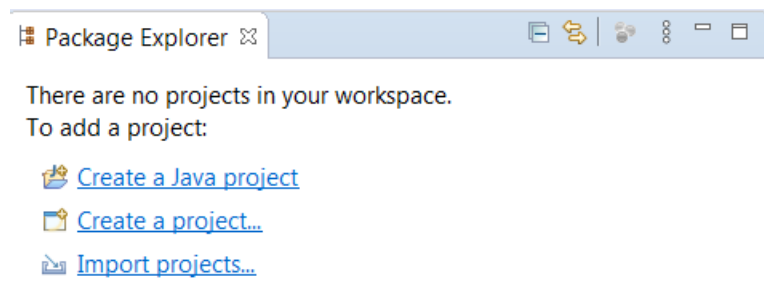 Package Explorer
There are no projects in your workspace.
To add a project:
Create a Java project
Create a project...
Import projects...